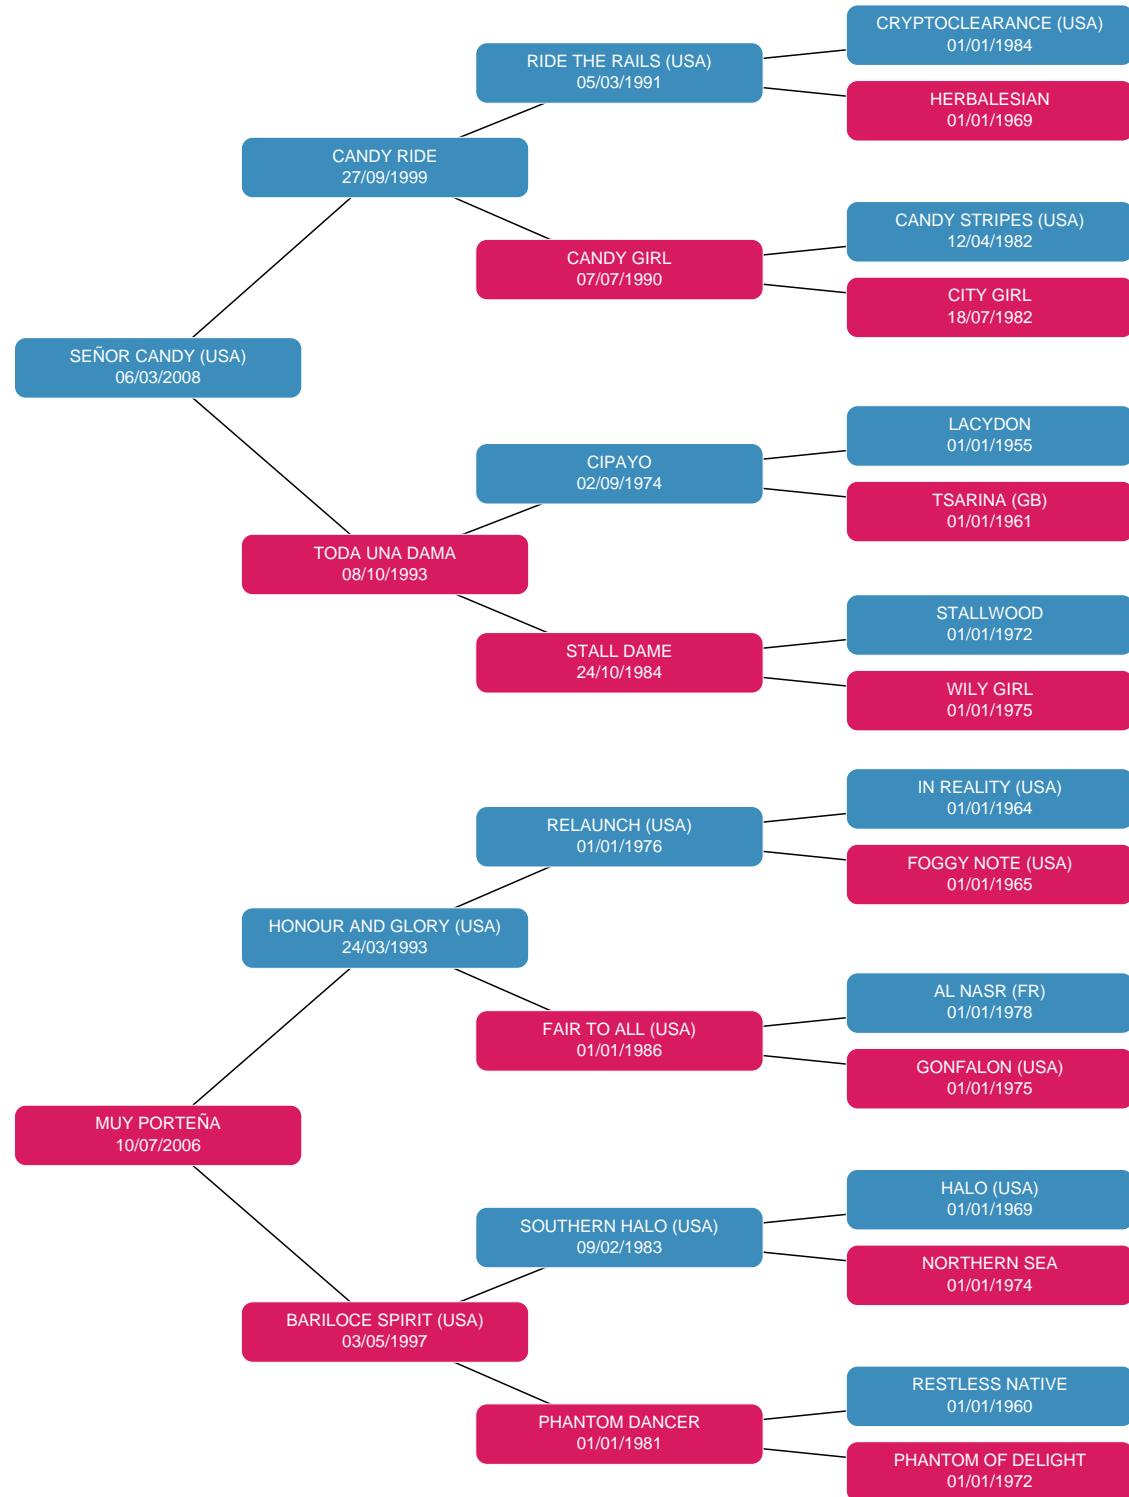 CRYPTOCLEARANCE (USA)
01/01/1984
RIDE THE RAILS (USA)
05/03/1991
HERBALESIAN
01/01/1969
CANDY RIDE
27/09/1999
CANDY STRIPES (USA)
12/04/1982
CANDY GIRL
07/07/1990
CITY GIRL
18/07/1982
SEÑOR CANDY (USA)
06/03/2008
LACYDON
01/01/1955
CIPAYO
02/09/1974
TSARINA (GB)
01/01/1961
TODA UNA DAMA
08/10/1993
STALLWOOD
01/01/1972
STALL DAME
24/10/1984
WILY GIRL
01/01/1975
IN REALITY (USA)
01/01/1964
RELAUNCH (USA)
01/01/1976
FOGGY NOTE (USA)
01/01/1965
HONOUR AND GLORY (USA)
24/03/1993
AL NASR (FR)
01/01/1978
FAIR TO ALL (USA)
01/01/1986
GONFALON (USA)
01/01/1975
MUY PORTEÑA
10/07/2006
HALO (USA)
01/01/1969
SOUTHERN HALO (USA)
09/02/1983
NORTHERN SEA
01/01/1974
BARILOCE SPIRIT (USA)
03/05/1997
RESTLESS NATIVE
01/01/1960
PHANTOM DANCER
01/01/1981
PHANTOM OF DELIGHT
01/01/1972